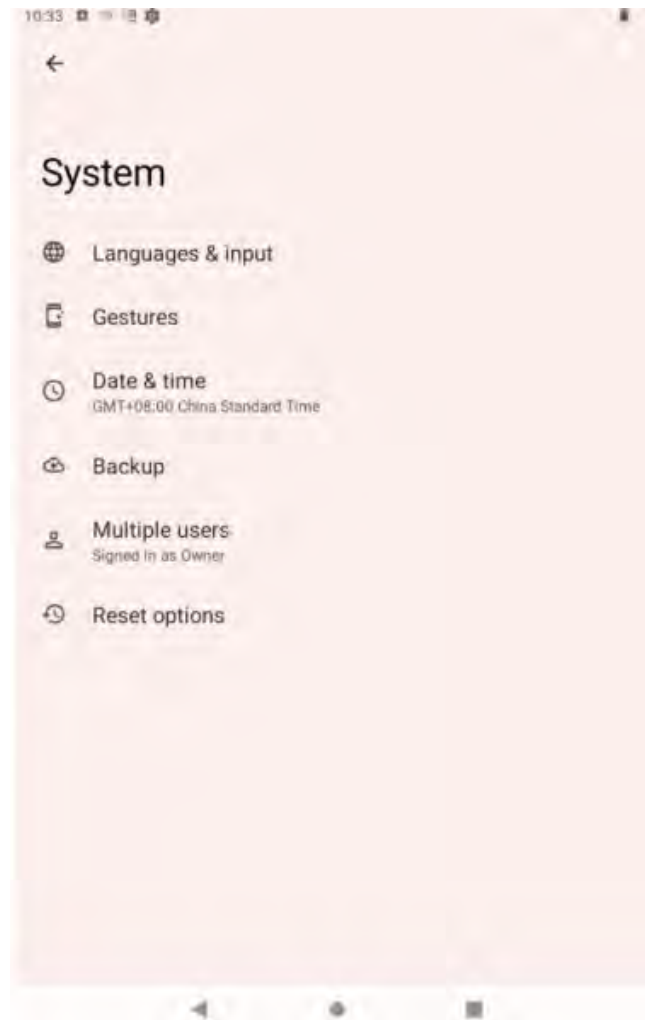 10:33
System
Languages & input
Gestures
Date & time
GMT+08:00 China Standard Time
Backup
Multiple users
Signed in as Owner
Reset options